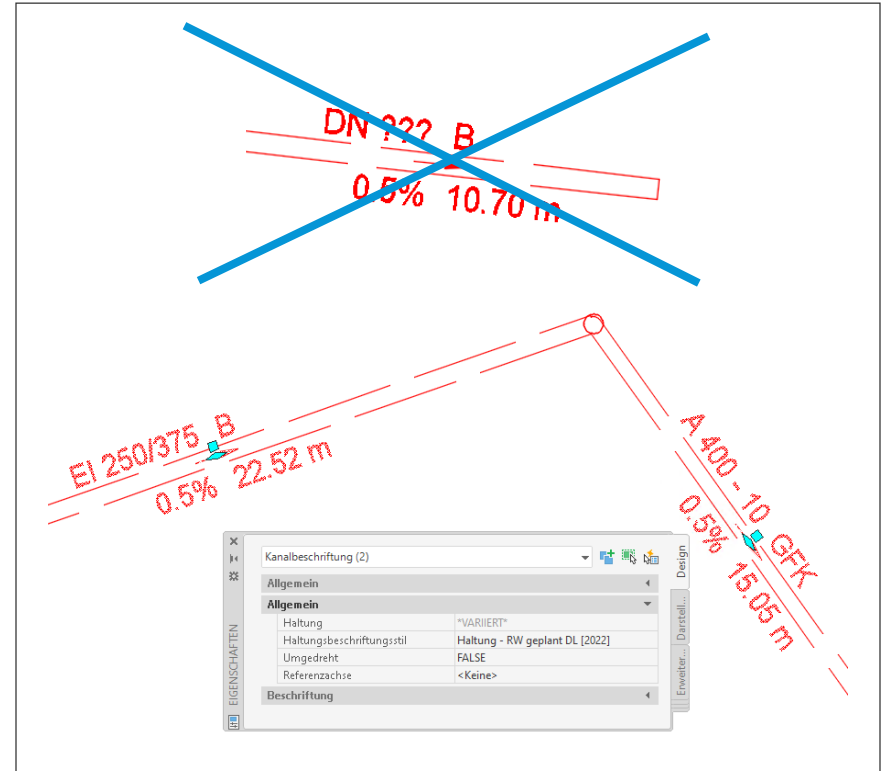 DN ??? B
0.5% 10.70 m
EI 250/375 B
0.5% 22.52 m
A 400 - 10 GFK
0.5% 15.05 m
Kanalbeschriftung (2)
Allgemein
Allgemein
Haltung *VARIIERT*
Haltungsbeschriftungsstil Haltung - RW geplant DL [2022]
Umgedreht FALSE
Referenzachse <Keine>
Beschriftung
EIGENSCHAFTEN
Design
Darstell...
Erweiter...